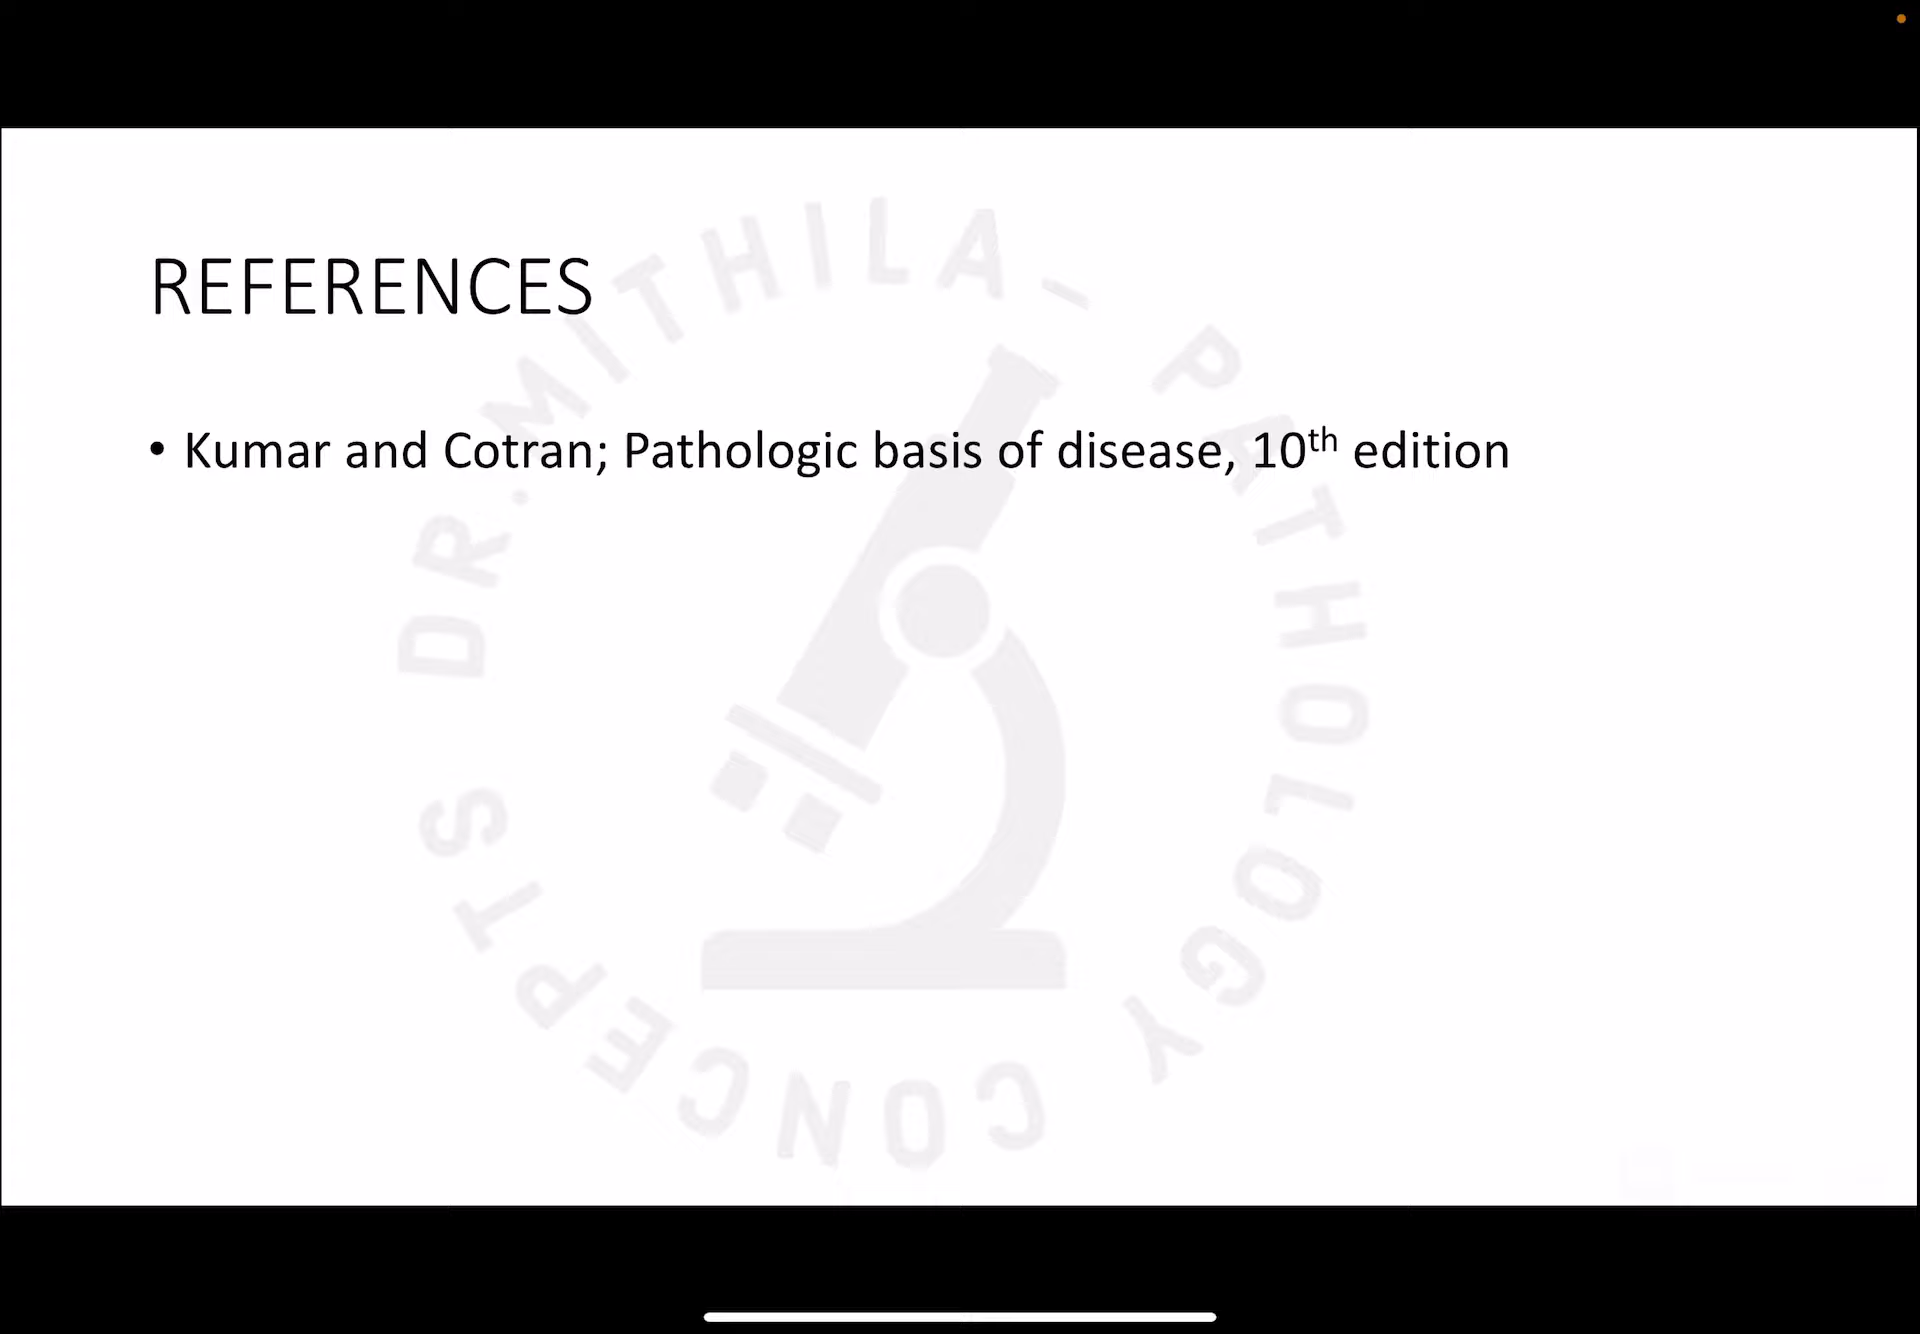 REFERENCES
• Kumar and Cotran; Pathologic basis of disease, 10th edition
DR. MITHILA- PATHOLOGY CONCEPTS